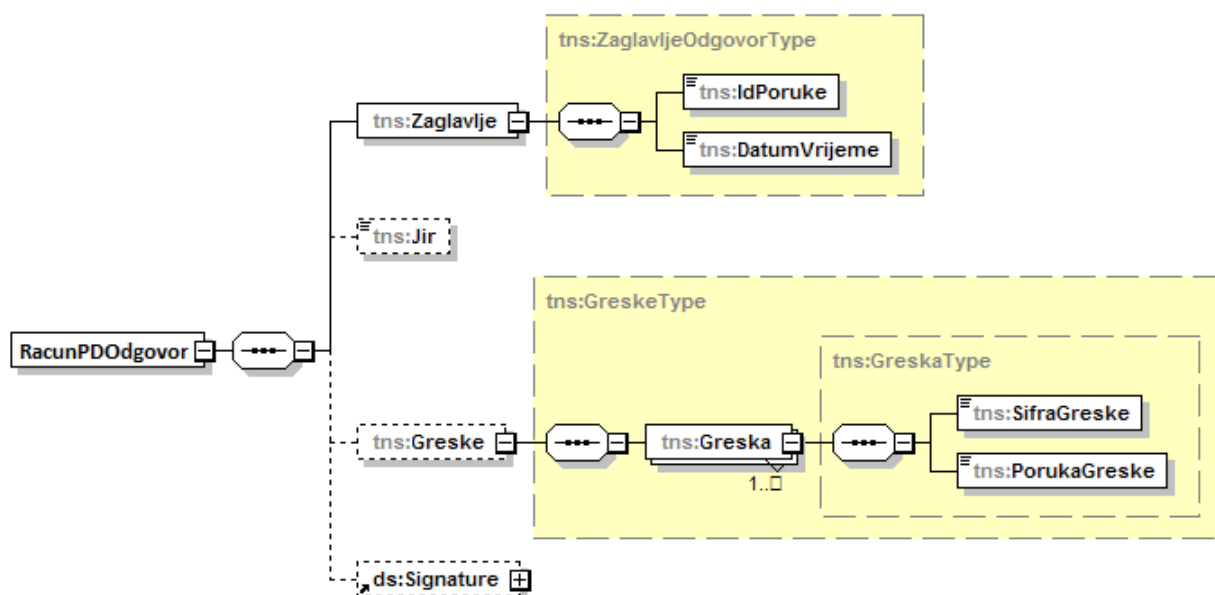 tns:ZaglavljeOdgovorType
tns:IdPoruke
tns:Zaglavlje
tns:DatumVrijeme
tns:Jir
tns:GreskeType
RacunPDOdgovor
tns:GreskaType
tns:SifraGreske
tns:Greske
tns:Greska
tns:PorukaGreske
1..□
ds:Signature